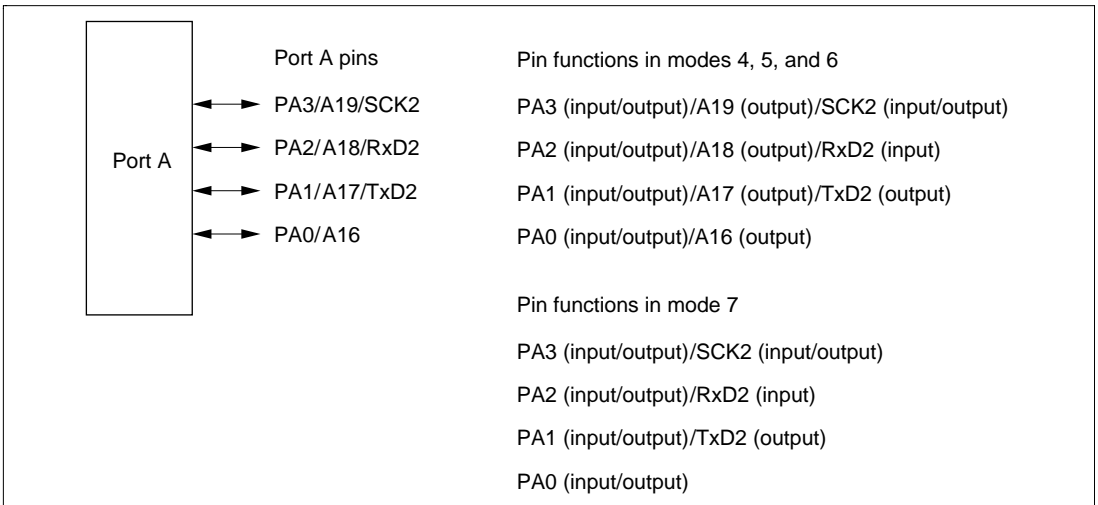 Port A
Port A pins
PA3/A19/SCK2
PA2/A18/RxD2
PA1/A17/TxD2
PA0/A16
Pin functions in modes 4, 5, and 6
PA3 (input/output)/A19 (output)/SCK2 (input/output)
PA2 (input/output)/A18 (output)/RxD2 (input)
PA1 (input/output)/A17 (output)/TxD2 (output)
PA0 (input/output)/A16 (output)
Pin functions in mode 7
PA3 (input/output)/SCK2 (input/output)
PA2 (input/output)/RxD2 (input)
PA1 (input/output)/TxD2 (output)
PA0 (input/output)